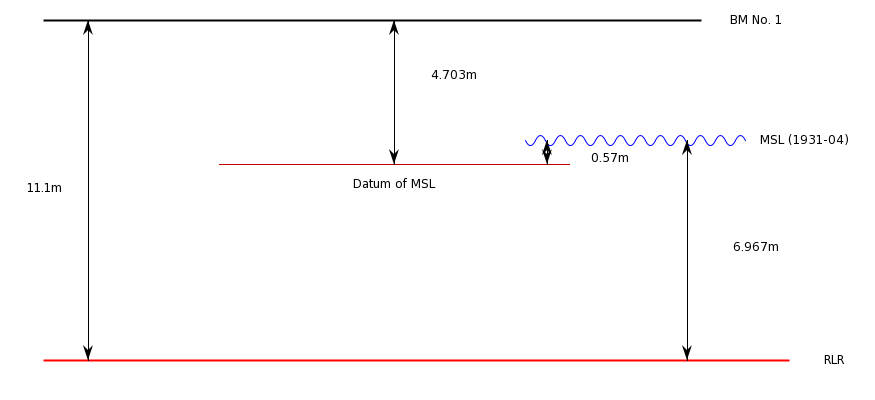 BM No. 1
4.703m
MSL (1931-04)
0.57m
Datum of MSL
11.1m
6.967m
RLR